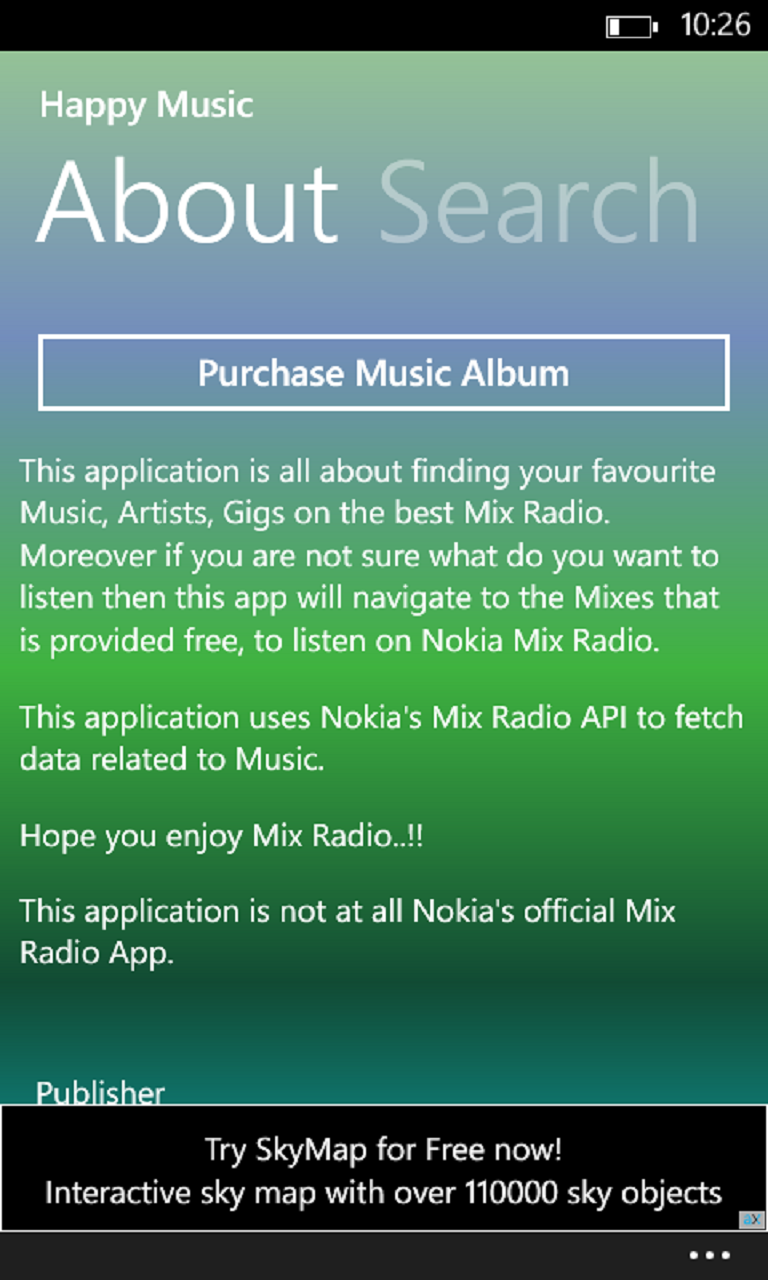 10:26
Happy Music
About Search
Purchase Music Album
This application is all about finding your favourite
Music, Artists, Gigs on the best Mix Radio.
Moreover if you are not sure what do you want to
listen then this app will navigate to the Mixes that
is provided free, to listen on Nokia Mix Radio.
This application uses Nokia's Mix Radio API to fetch
data related to Music.
Hope you enjoy Mix Radio..!!
This application is not at all Nokia's official Mix
Radio App.
Publisher
Try SkyMap for Free now!
Interactive sky map with over 110000 sky objects
ax